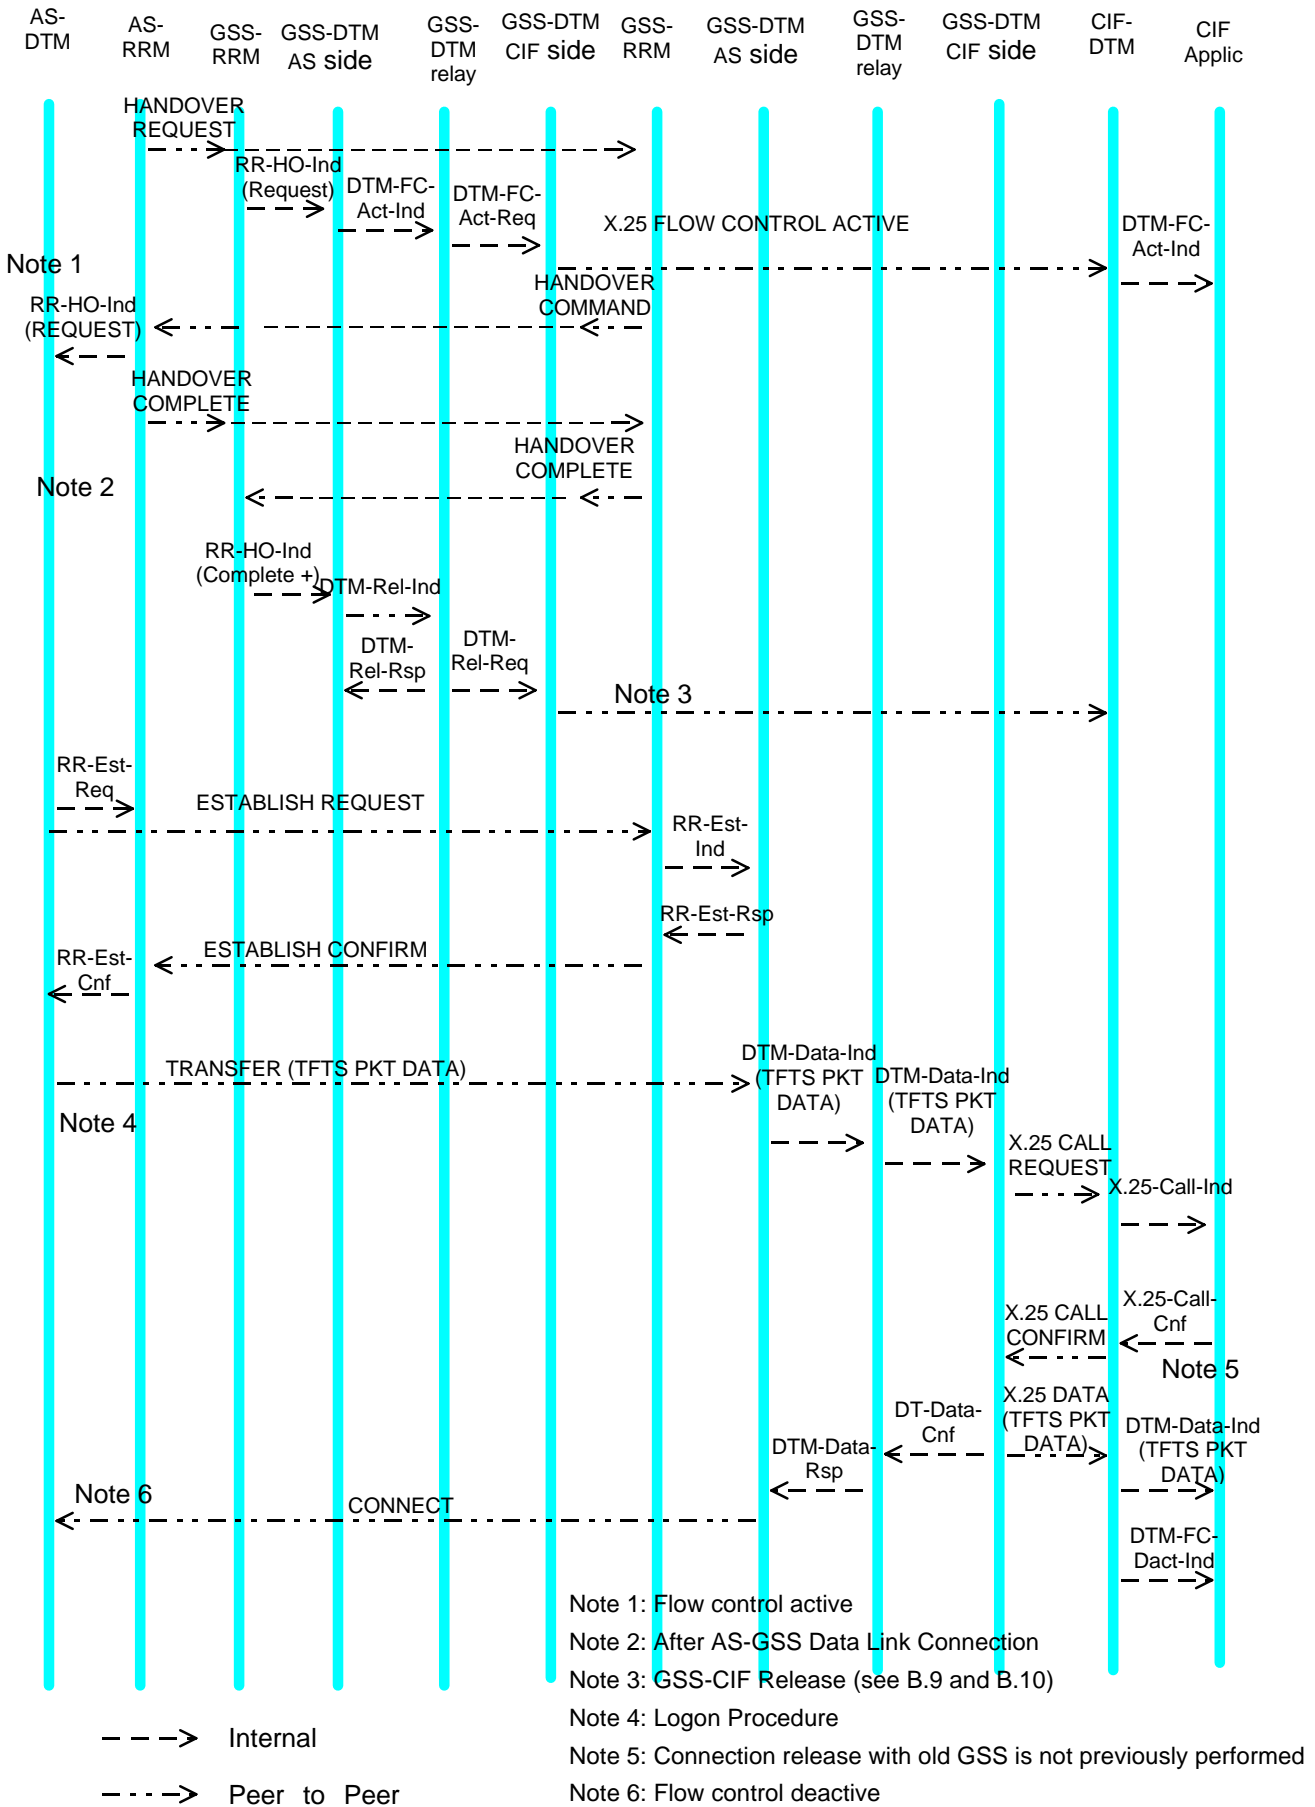 AS-
DTM
AS-
RRM
GSS-
RRM
GSS-DTM
AS side
GSS-
DTM
relay
GSS-DTM
CIF side
GSS-
RRM
GSS-DTM
AS side
GSS-
DTM
relay
GSS-DTM
CIF side
CIF-
DTM
CIF
Applic
HANDOVER
REQUEST
RR-HO-Ind
(Request)
DTM-FC-
Act-Ind
DTM-FC-
Act-Req
X.25 FLOW CONTROL ACTIVE
DTM-FC-
Act-Ind
Note 1
HANDOVER
COMMAND
RR-HO-Ind
(REQUEST)
HANDOVER
COMPLETE
HANDOVER
COMPLETE
Note 2
RR-HO-Ind
(Complete +)
DTM-Rel-Ind
DTM-
Rel-Rsp
DTM-
Rel-Req
Note 3
RR-Est-
Req
ESTABLISH REQUEST
RR-Est-
Ind
RR-Est-Rsp
ESTABLISH CONFIRM
RR-Est-
Cnf
TRANSFER (TFTS PKT DATA)
DTM-Data-Ind
(TFTS PKT
DATA)
DTM-Data-Ind
(TFTS PKT
DATA)
Note 4
X.25 CALL
REQUEST
X.25-Call-Ind
X.25 CALL
CONFIRM
X.25-Call-
Cnf
Note 5
X.25 DATA
(TFTS PKT
DATA)
DT-Data-
Cnf
DTM-Data-Ind
(TFTS PKT
DATA)
DTM-Data-
Rsp
Note 6
CONNECT
DTM-FC-
Dact-Ind
Note 1: Flow control active
Note 2: After AS-GSS Data Link Connection
Note 3: GSS-CIF Release (see B.9 and B.10)
Note 4: Logon Procedure
Note 5: Connection release with old GSS is not previously performed
Note 6: Flow control deactive
Internal
Peer to Peer